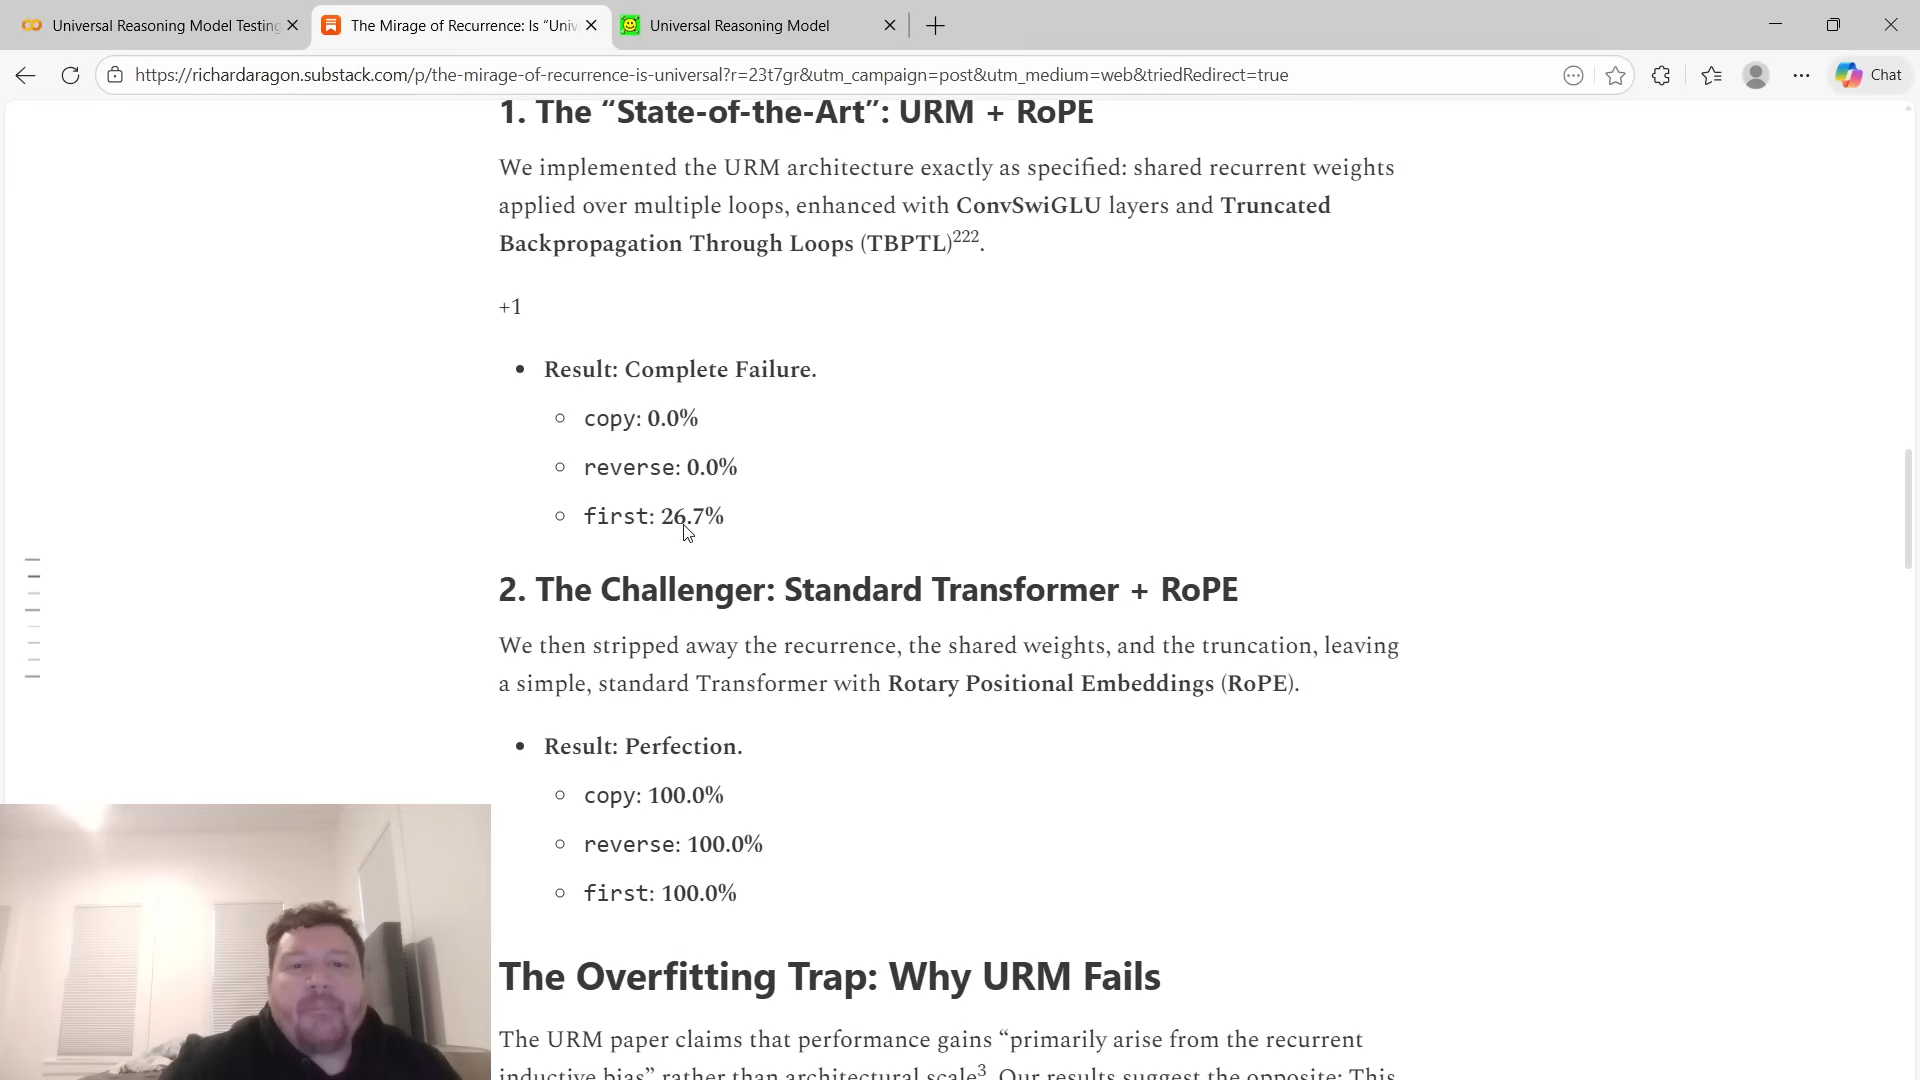 Universal Reasoning Model Testing
The Mirage of Recurrence: Is “Univ
Universal Reasoning Model
https://richardaragon.substack.com/p/the-mirage-of-recurrence-is-universal?r=23t7gr&utm_campaign=post&utm_medium=web&triedRedirect=true
Chat
1. The “State-of-the-Art”: URM + RoPE
We implemented the URM architecture exactly as specified: shared recurrent weights
applied over multiple loops, enhanced with ConvSwiGLU layers and Truncated
Backpropagation Through Loops (TBPTL)222.
+1
• Result: Complete Failure.
○ copy: 0.0%
○ reverse: 0.0%
○ first: 26.7%
2. The Challenger: Standard Transformer + RoPE
We then stripped away the recurrence, the shared weights, and the truncation, leaving
a simple, standard Transformer with Rotary Positional Embeddings (RoPE).
• Result: Perfection.
○ copy: 100.0%
○ reverse: 100.0%
○ first: 100.0%
The Overfitting Trap: Why URM Fails
The URM paper claims that performance gains “primarily arise from the recurrent
inductive bias” rather than architectural scale3. Our results suggest the opposite: This